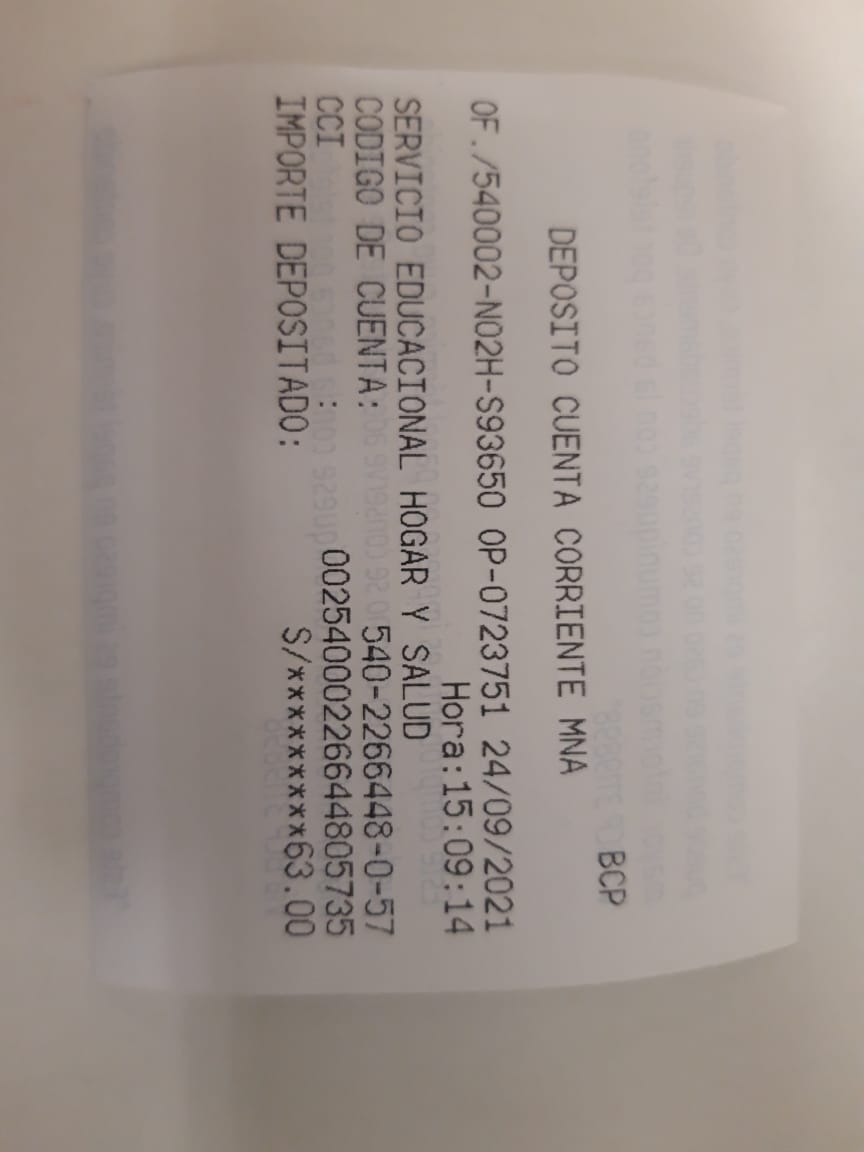 BCP
DEPOSITO CUENTA CORRIENTE MNA
OF./540002-N02H-S93650 OP-0723751 24/09/2021
Hora:15:09:14
SERVICIO EDUCACIONAL HOGAR Y SALUD
CODIGO DE CUENTA: 540-2266448-0-57
CCI : 00254000226644805735
IMPORTE DEPOSITADO: S/*********63.00